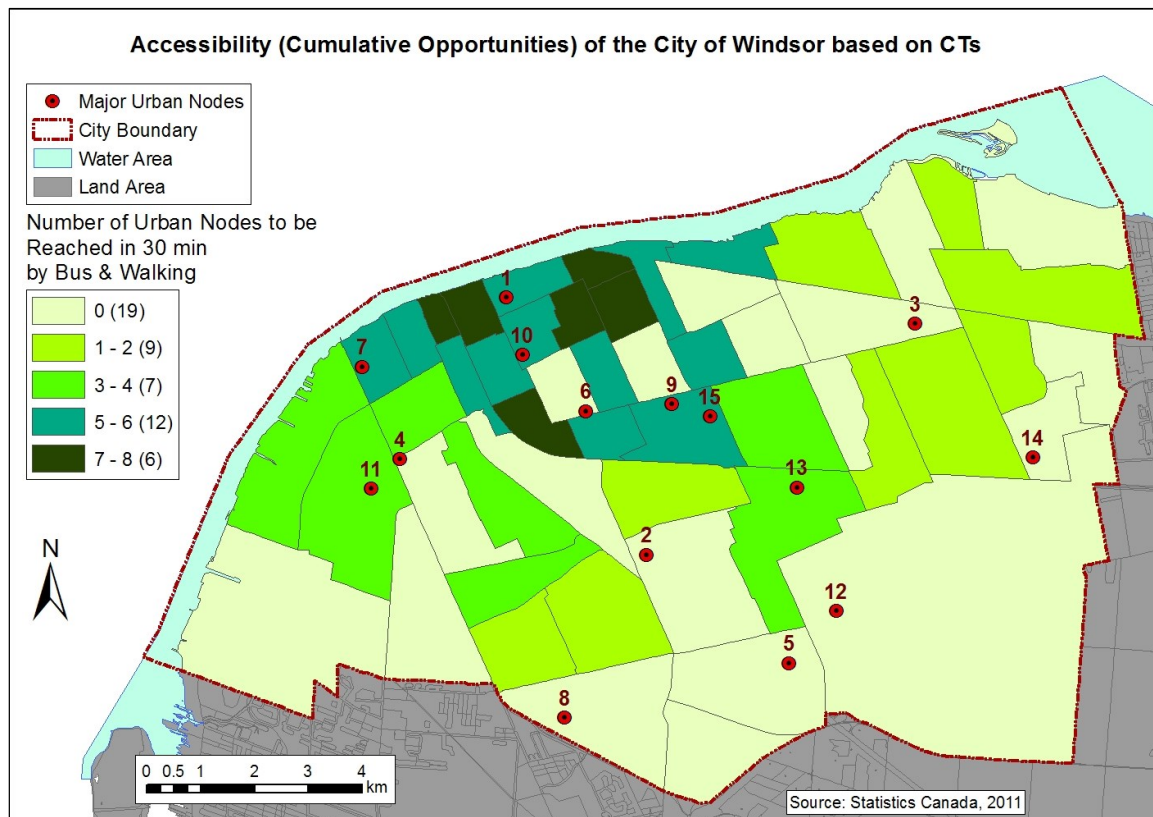 Accessibility (Cumulative Opportunities) of the City of Windsor based on CTs
Major Urban Nodes
City Boundary
Water Area
Land Area
Number of Urban Nodes to be
Reached in 30 min
by Bus & Walking
0 (19)
1 - 2 (9)
3 - 4 (7)
5 - 6 (12)
7 - 8 (6)
1
3
10
7
6
9
15
4
14
11
13
2
12
5
8
N
0 0.5 1 2 3 4
km
Source: Statistics Canada, 2011